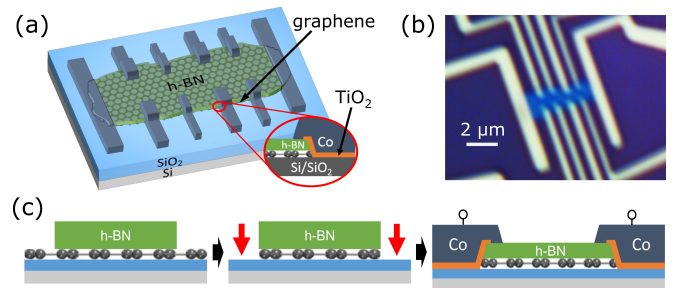 (a)
graphene
h-BN
TiO₂
Co
h-BN
Si/SiO₂
SiO₂
Si
(b)
2 μm
(c)
h-BN
h-BN
Co
h-BN
Co